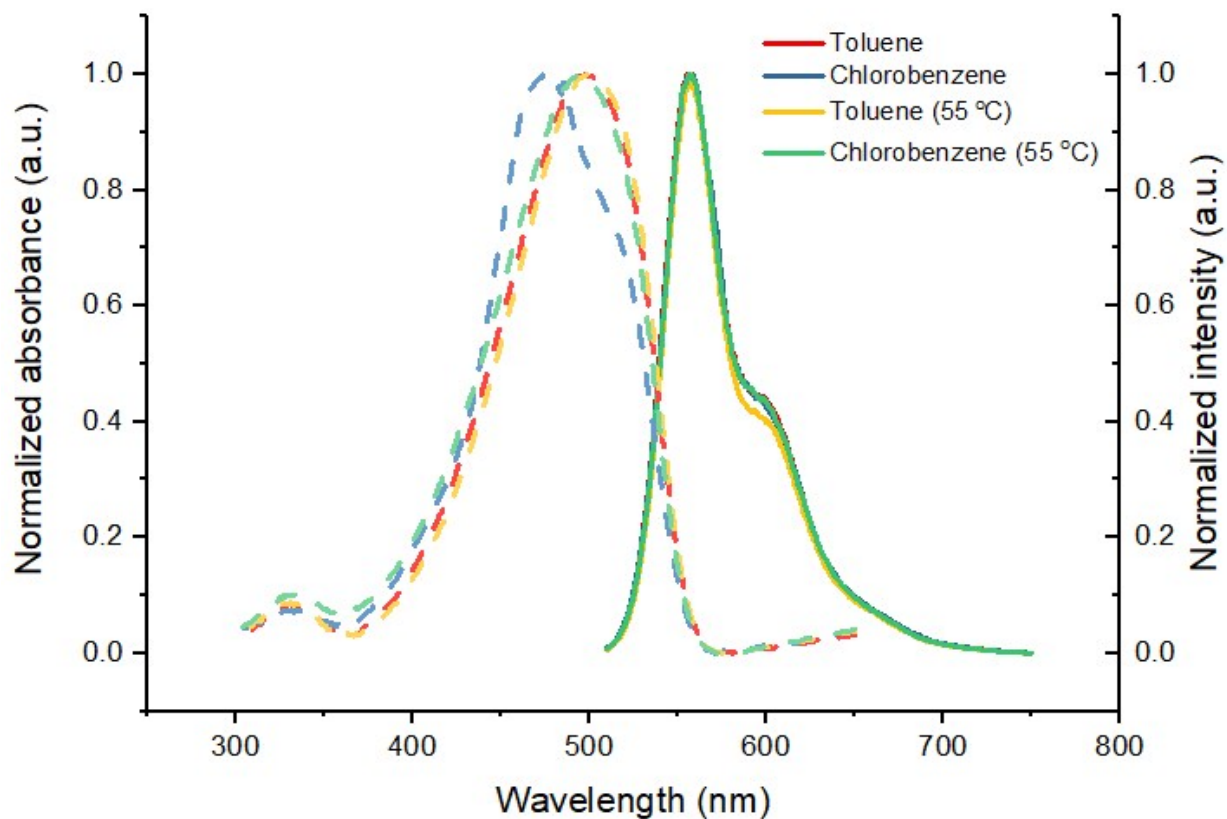 Toluene
Chlorobenzene
Toluene (55 ºC)
Chlorobenzene (55 °C)
Normalized absorbance (a.u.)
1.0
0.8
0.6
0.4
0.2
0.0
Normalized intensity (a.u.)
1.0
0.8
0.6
0.4
0.2
0.0
300 400 500 600 700 800
Wavelength (nm)